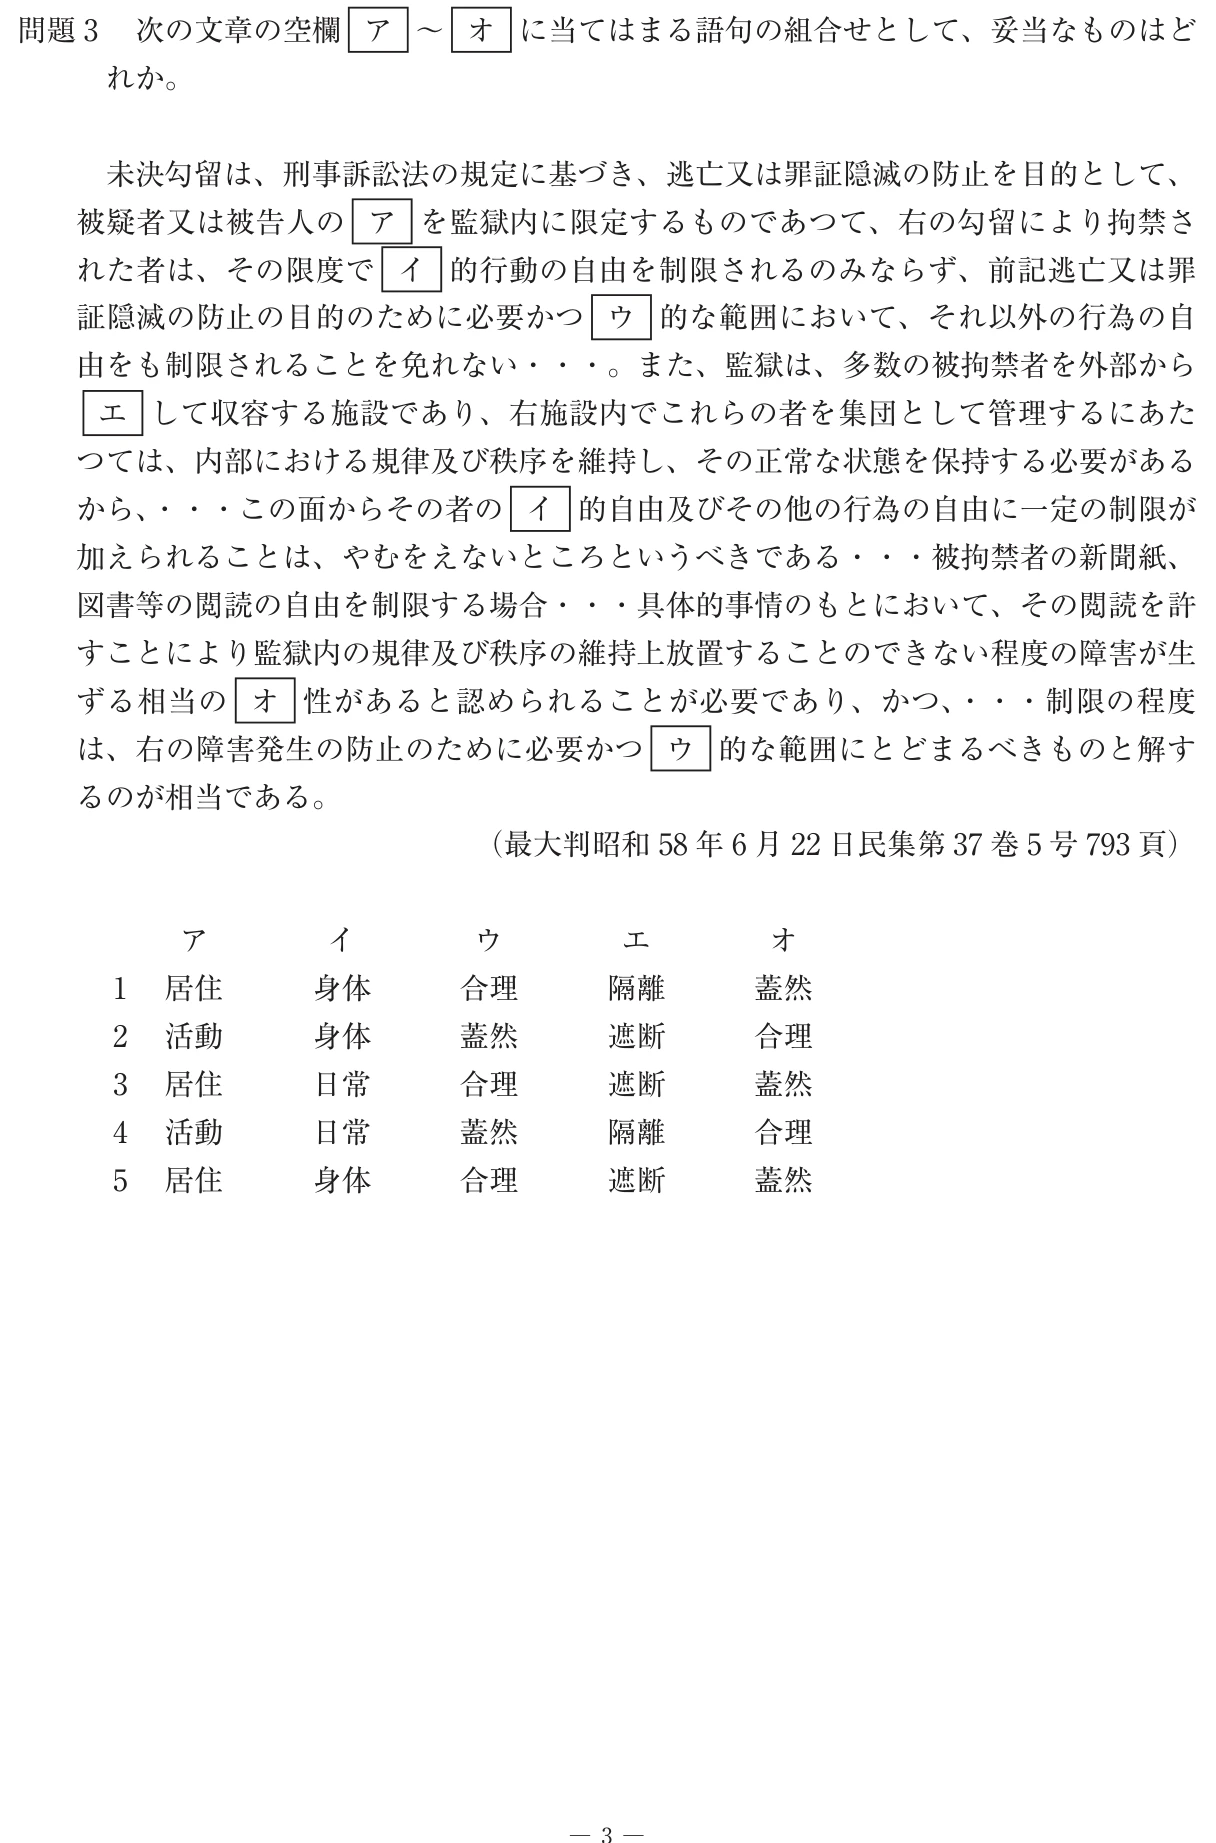 問題3　次の文章の空欄 ア ～ オ に当てはまる語句の組合せとして、妥当なものはど
れか。
未決勾留は、刑事訴訟法の規定に基づき、逃亡又は罪証隠滅の防止を目的として、
被疑者又は被告人の ア を監獄内に限定するものであつて、右の勾留により拘禁さ
れた者は、その限度で イ 的行動の自由を制限されるのみならず、前記逃亡又は罪
証隠滅の防止の目的のために必要かつ ウ 的な範囲において、それ以外の行為の自
由をも制限されることを免れない・・・。また、監獄は、多数の被拘禁者を外部から
エ して収容する施設であり、右施設内でこれらの者を集団として管理するにあた
つては、内部における規律及び秩序を維持し、その正常な状態を保持する必要がある
から、・・・この面からその者の イ 的自由及びその他の行為の自由に一定の制限が
加えられることは、やむをえないところというべきである・・・被拘禁者の新聞紙、
図書等の閲読の自由を制限する場合・・・具体的事情のもとにおいて、その閲読を許
すことにより監獄内の規律及び秩序の維持上放置することのできない程度の障害が生
ずる相当の オ 性があると認められることが必要であり、かつ、・・・制限の程度
は、右の障害発生の防止のために必要かつ ウ 的な範囲にとどまるべきものと解す
るのが相当である。
（最大判昭和58年6月22日民集第37巻5号793頁）
ア　イ　ウ　エ　オ
1　居住　身体　合理　隔離　蓋然
2　活動　身体　蓋然　遮断　合理
3　居住　日常　合理　遮断　蓋然
4　活動　日常　蓋然　隔離　合理
5　居住　身体　合理　遮断　蓋然
― 3 ―